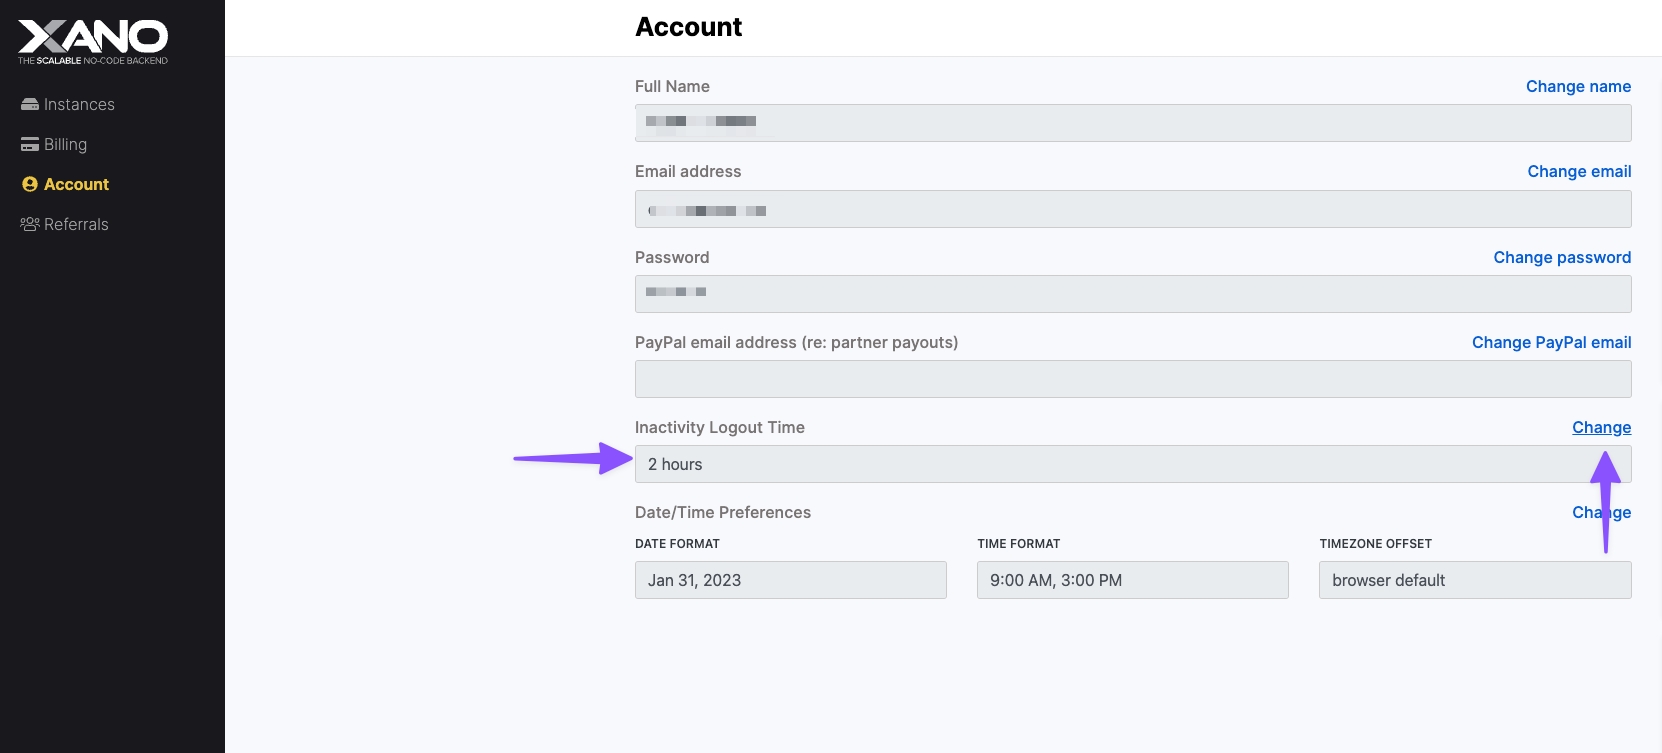 XANO
THE SCALABLE NO-CODE BACKEND
Instances
Billing
Account
Referrals
Account
Full Name
Change name
Email address
Change email
Password
Change password
PayPal email address (re: partner payouts)
Change PayPal email
Inactivity Logout Time
Change
2 hours
Date/Time Preferences
Change
DATE FORMAT
TIME FORMAT
TIMEZONE OFFSET
Jan 31, 2023
9:00 AM, 3:00 PM
browser default